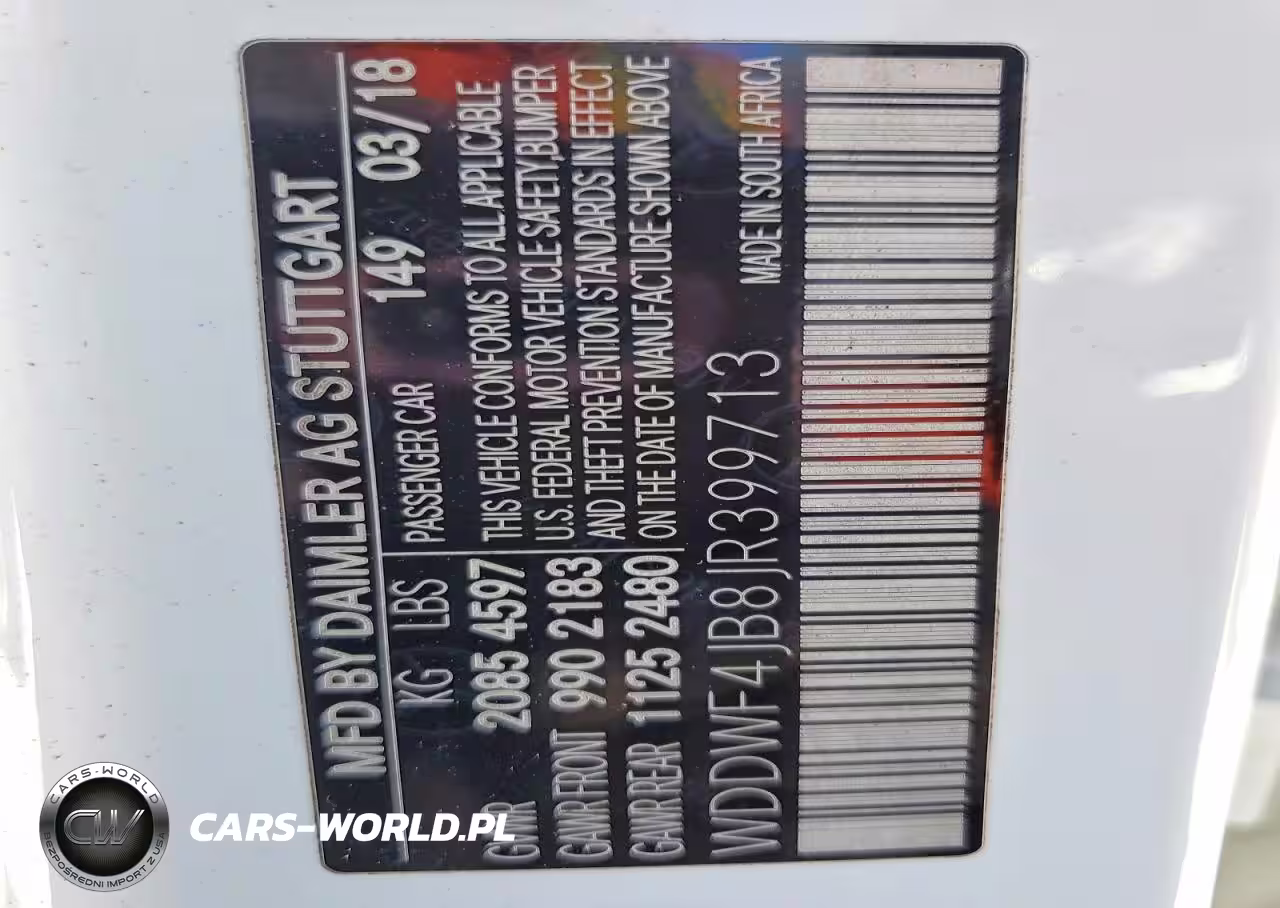 MFD BY DAIMLER AG STUTTGART
KG LBS PASSENGER CAR 149 03/18
GVWR 2085 4597 THIS VEHICLE CONFORMS TO ALL APPLICABLE
U.S. FEDERAL MOTOR VEHICLE SAFETY,BUMPER
GAWR FRONT 990 2183 AND THEFT PREVENTION STANDARDS IN EFFECT
GAWR REAR 1125 2480 ON THE DATE OF MANUFACTURE SHOWN ABOVE
WDDWF4JB8JR399713 MADE IN SOUTH AFRICA
CARS-WORLD
CW
BEZPOŚREDNI IMPORT Z USA
CARS-WORLD.PL